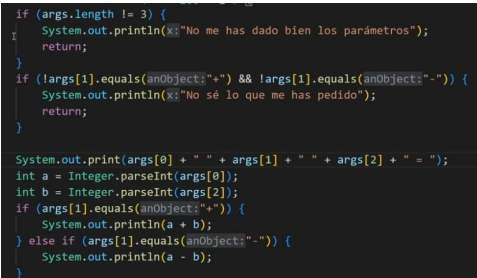 if (args.length != 3) {
System.out.println(x:"No me has dado bien los parámetros");
return;
}
if (!args[1].equals(anObject:"+") && !args[1].equals(anObject:"-")) {
System.out.println(x:"No sé lo que me has pedido");
return;
}
System.out.print(args[0] + " " + args[1] + " " + args[2] + " = ");
int a = Integer.parseInt(args[0]);
int b = Integer.parseInt(args[2]);
if (args[1].equals(anObject:"+")) {
System.out.println(a + b);
} else if (args[1].equals(anObject:"-")) {
System.out.println(a - b);
}